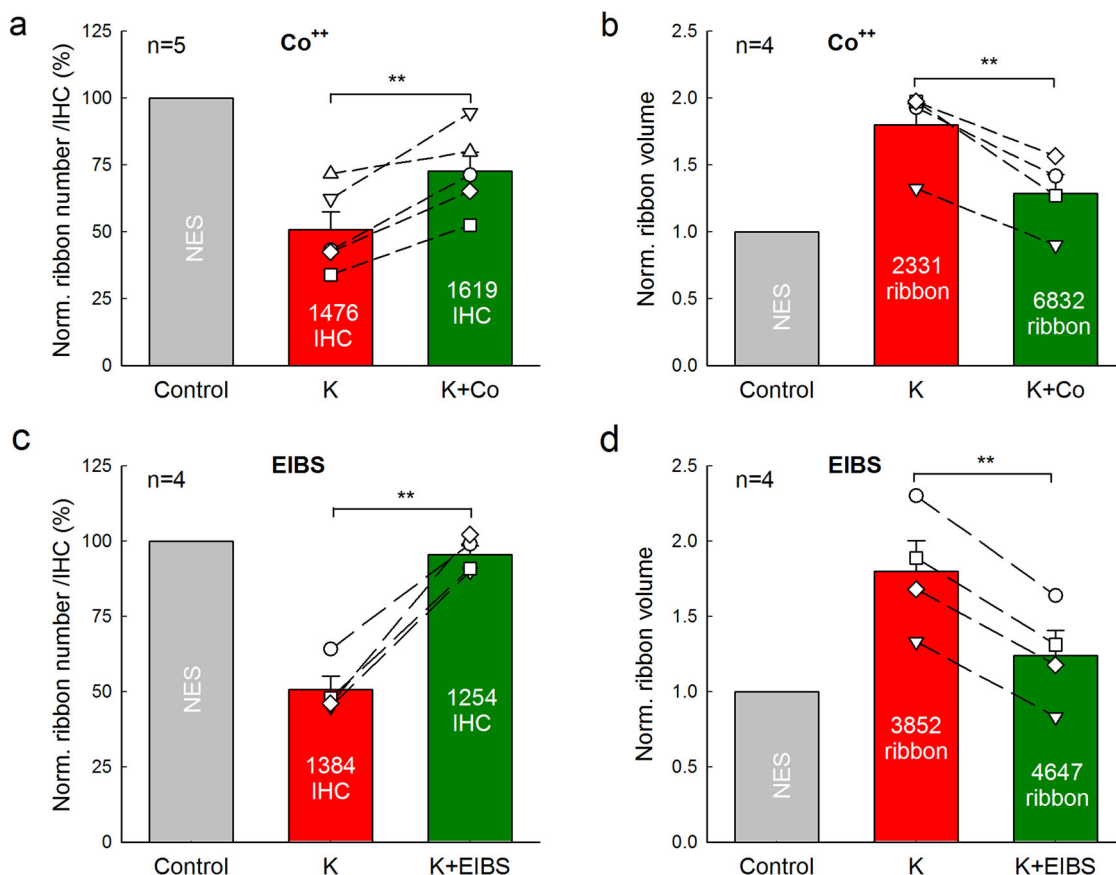 a
n=5
Co++
**
Norm. ribbon number /IHC (%)
125
100
75
50
25
0
NES
1476
IHC
1619
IHC
Control
K
K+Co
b
n=4
Co++
**
Norm. ribbon volume
2.5
2.0
1.5
1.0
0.5
0.0
NES
2331
ribbon
6832
ribbon
Control
K
K+Co
c
n=4
EIBS
**
Norm. ribbon number /IHC (%)
125
100
75
50
25
0
NES
1384
IHC
1254
IHC
Control
K
K+EIBS
d
n=4
EIBS
**
Norm. ribbon volume
2.5
2.0
1.5
1.0
0.5
0.0
NES
3852
ribbon
4647
ribbon
Control
K
K+EIBS